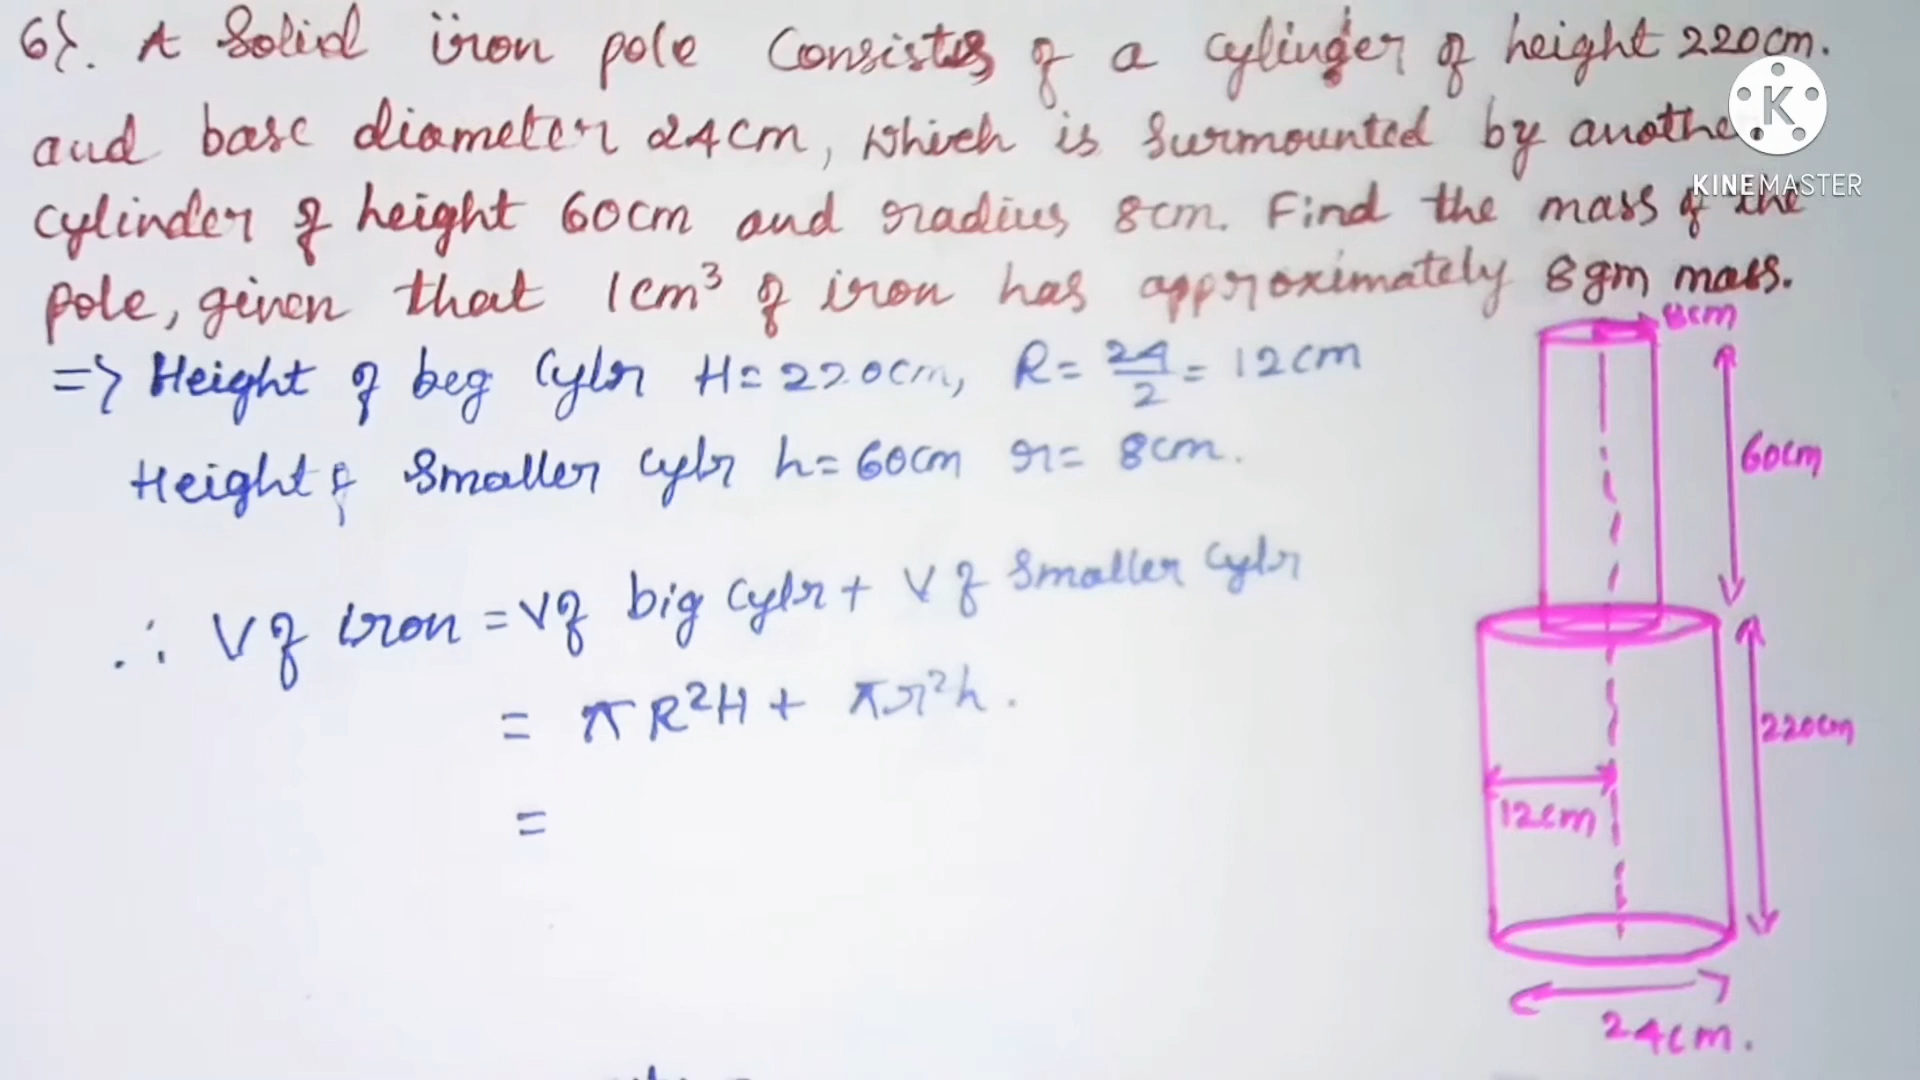 6}. A Solid iron pole Consists of a cylinder of height 220cm.
and base diameter 24cm, which is surmounted by another
cylinder of height 60cm and radius 8cm. Find the mass of the
pole, given that 1cm³ of iron has approximately 8gm mass.
=> Height of beg Cylr H= 220cm, R= 24/2 = 12cm
Height of Smaller cylr h= 60cm r= 8cm.
∴ V of iron = V of big cylr + V of Smaller Cylr
= πR²H + πr²h.
=
8cm
60cm
220cm
12cm
24cm.
K
KINEMASTER